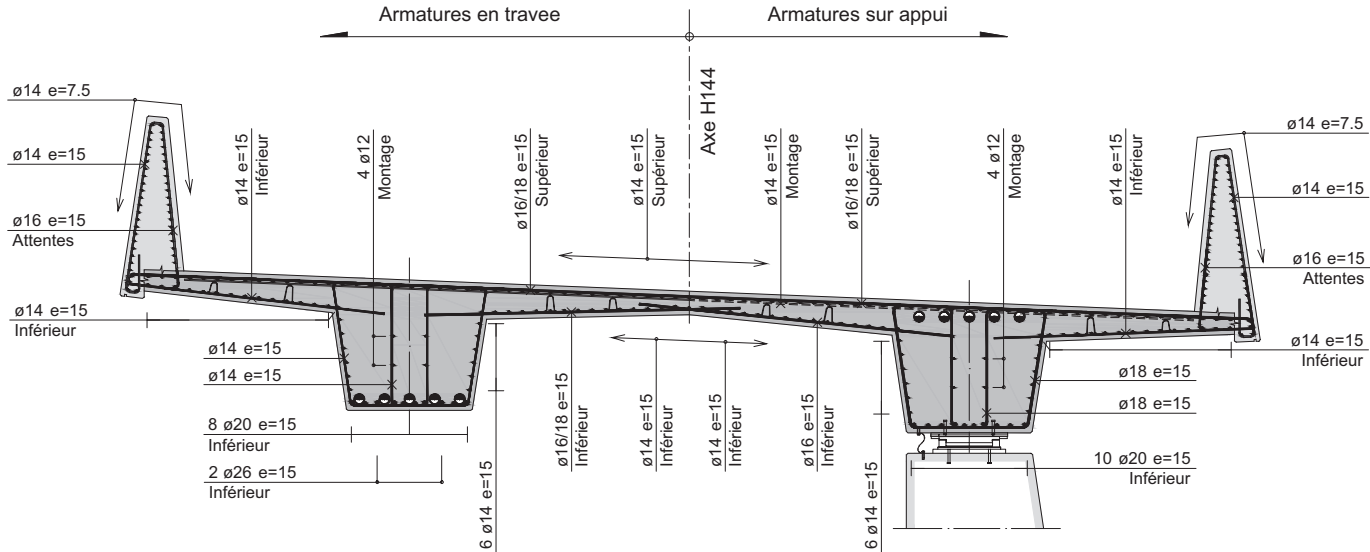 Armatures en travee
Armatures sur appui
Axe H144
ø14 e=7.5
ø14 e=15
ø16 e=15
Attentes
ø14 e=15
Inférieur
ø14 e=15
Inférieur
4 ø12
Montage
ø16/18 e=15
Supérieur
ø14 e=15
Supérieur
ø14 e=15
Montage
ø16/18 e=15
Supérieur
4 ø12
Montage
ø14 e=15
Inférieur
ø14 e=7.5
ø14 e=15
ø16 e=15
Attentes
ø14 e=15
Inférieur
ø14 e=15
ø14 e=15
8 ø20 e=15
Inférieur
2 ø26 e=15
Inférieur
6 ø14 e=15
ø16/18 e=15
Inférieur
ø14 e=15
Inférieur
ø14 e=15
Inférieur
ø16 e=15
Inférieur
6 ø14 e=15
ø18 e=15
ø18 e=15
10 ø20 e=15
Inférieur